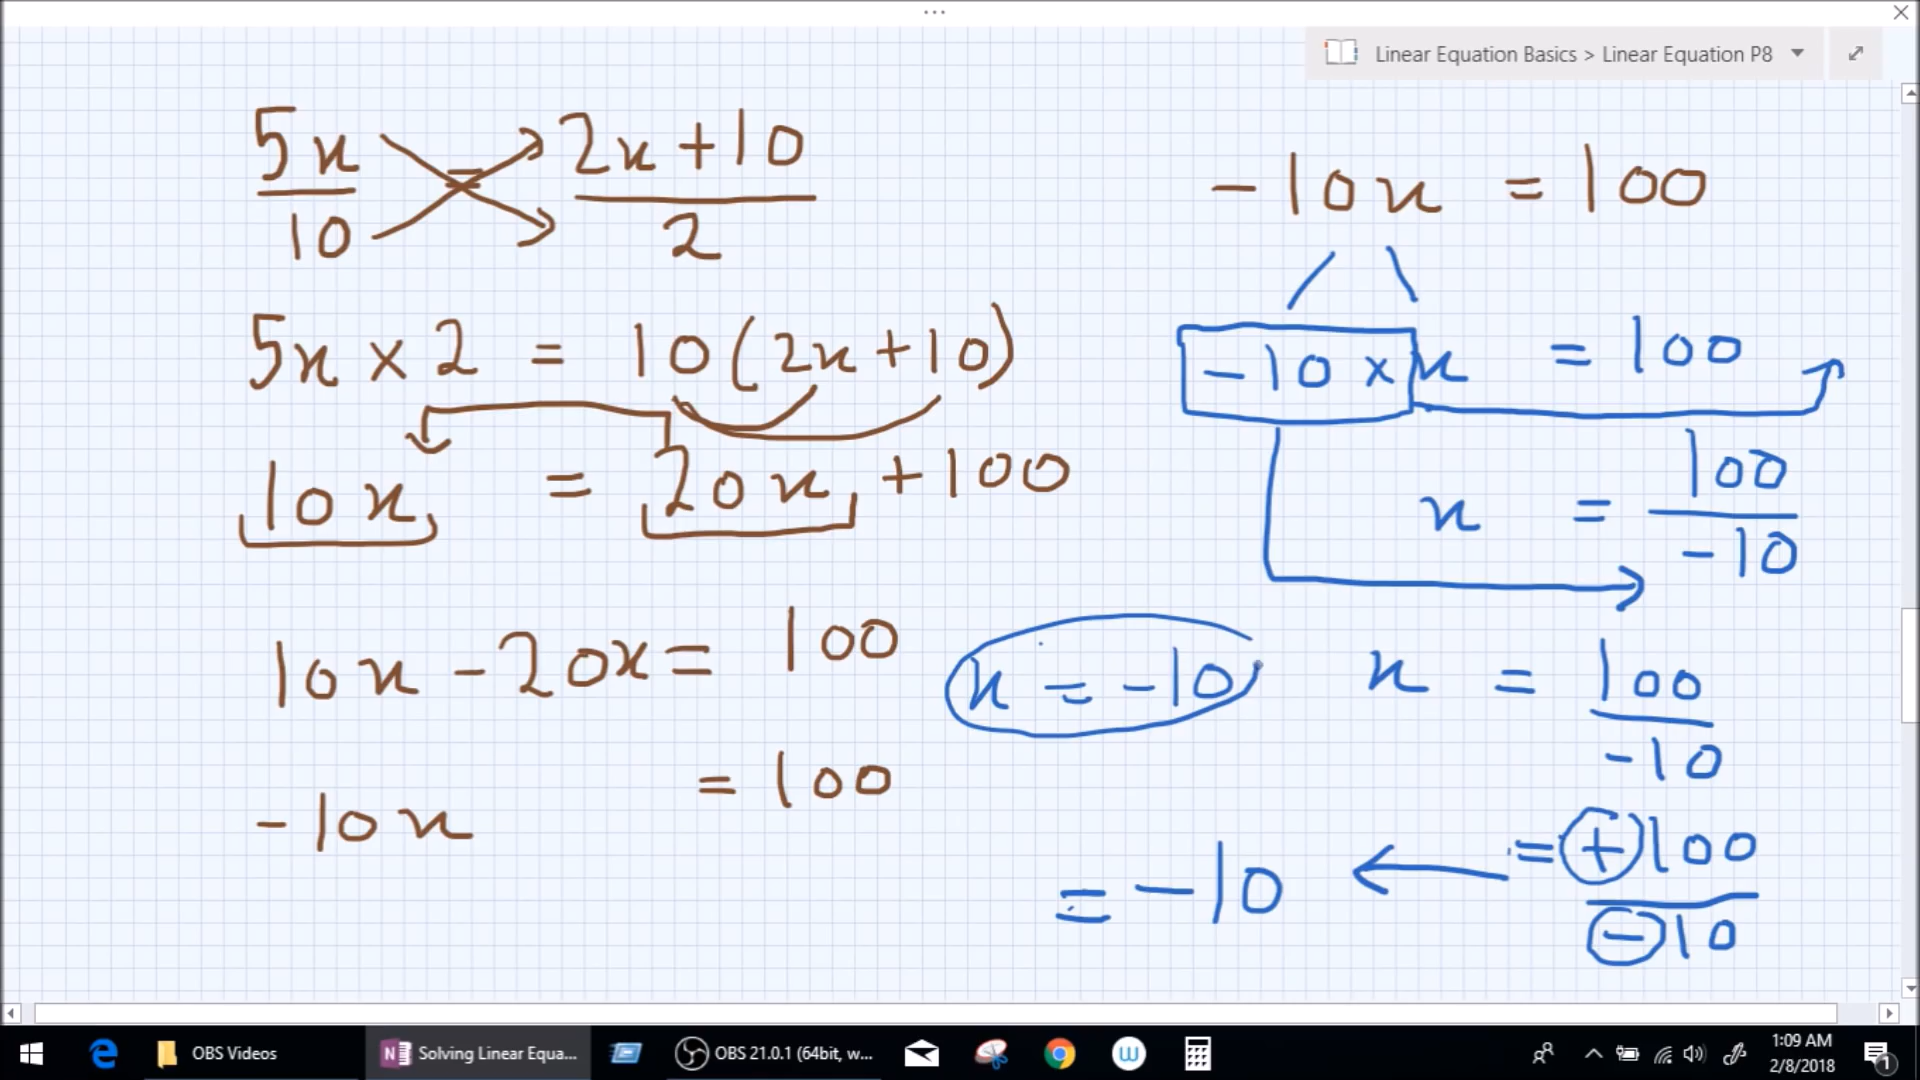 ...
Linear Equation Basics > Linear Equation P8
5x/10 = 2x+10/2
5x × 2 = 10(2x+10)
10x = 20x + 100
10x - 20x = 100
-10x = 100
-10x = 100
-10 × x = 100
x = 100/-10
x = 100/-10
= +100/-10
= -10
x = -10
OBS Videos
Solving Linear Equa...
OBS 21.0.1 (64bit, w...
1:09 AM
2/8/2018
1